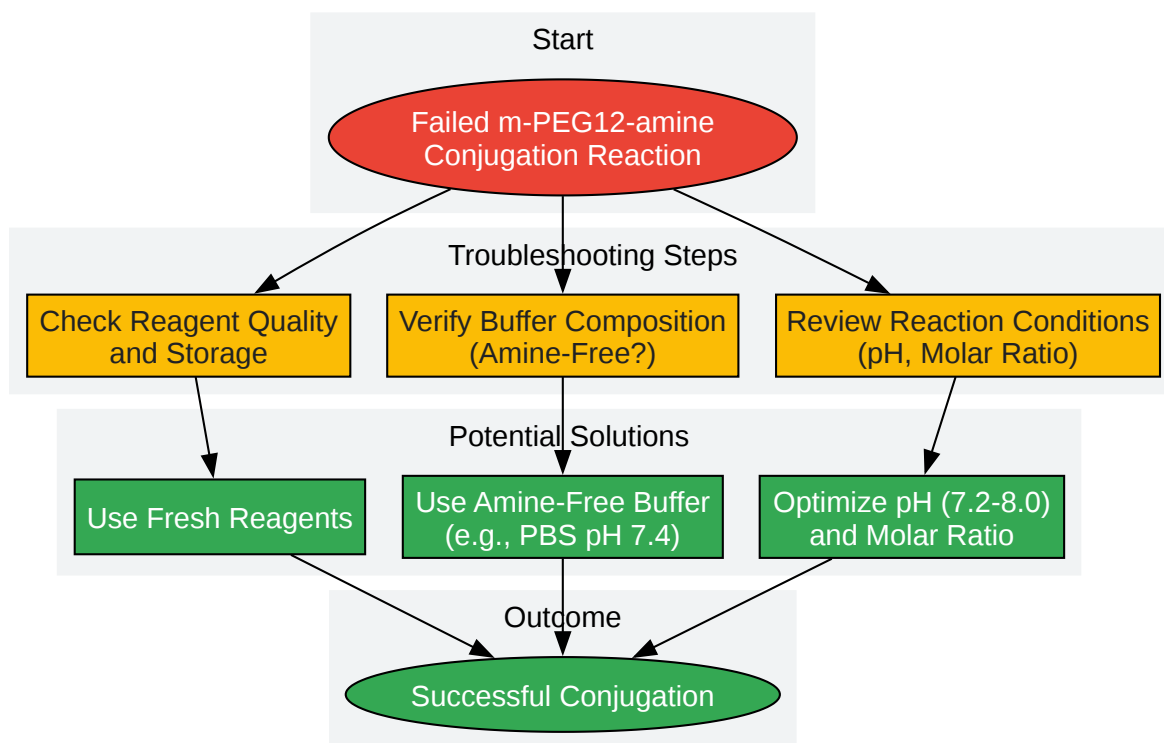 Start
Failed m-PEG12-amine
Conjugation Reaction
Troubleshooting Steps
Check Reagent Quality
and Storage
Verify Buffer Composition
(Amine-Free?)
Review Reaction Conditions
(pH, Molar Ratio)
Potential Solutions
Use Fresh Reagents
Use Amine-Free Buffer
(e.g., PBS pH 7.4)
Optimize pH (7.2-8.0)
and Molar Ratio
Outcome
Successful Conjugation